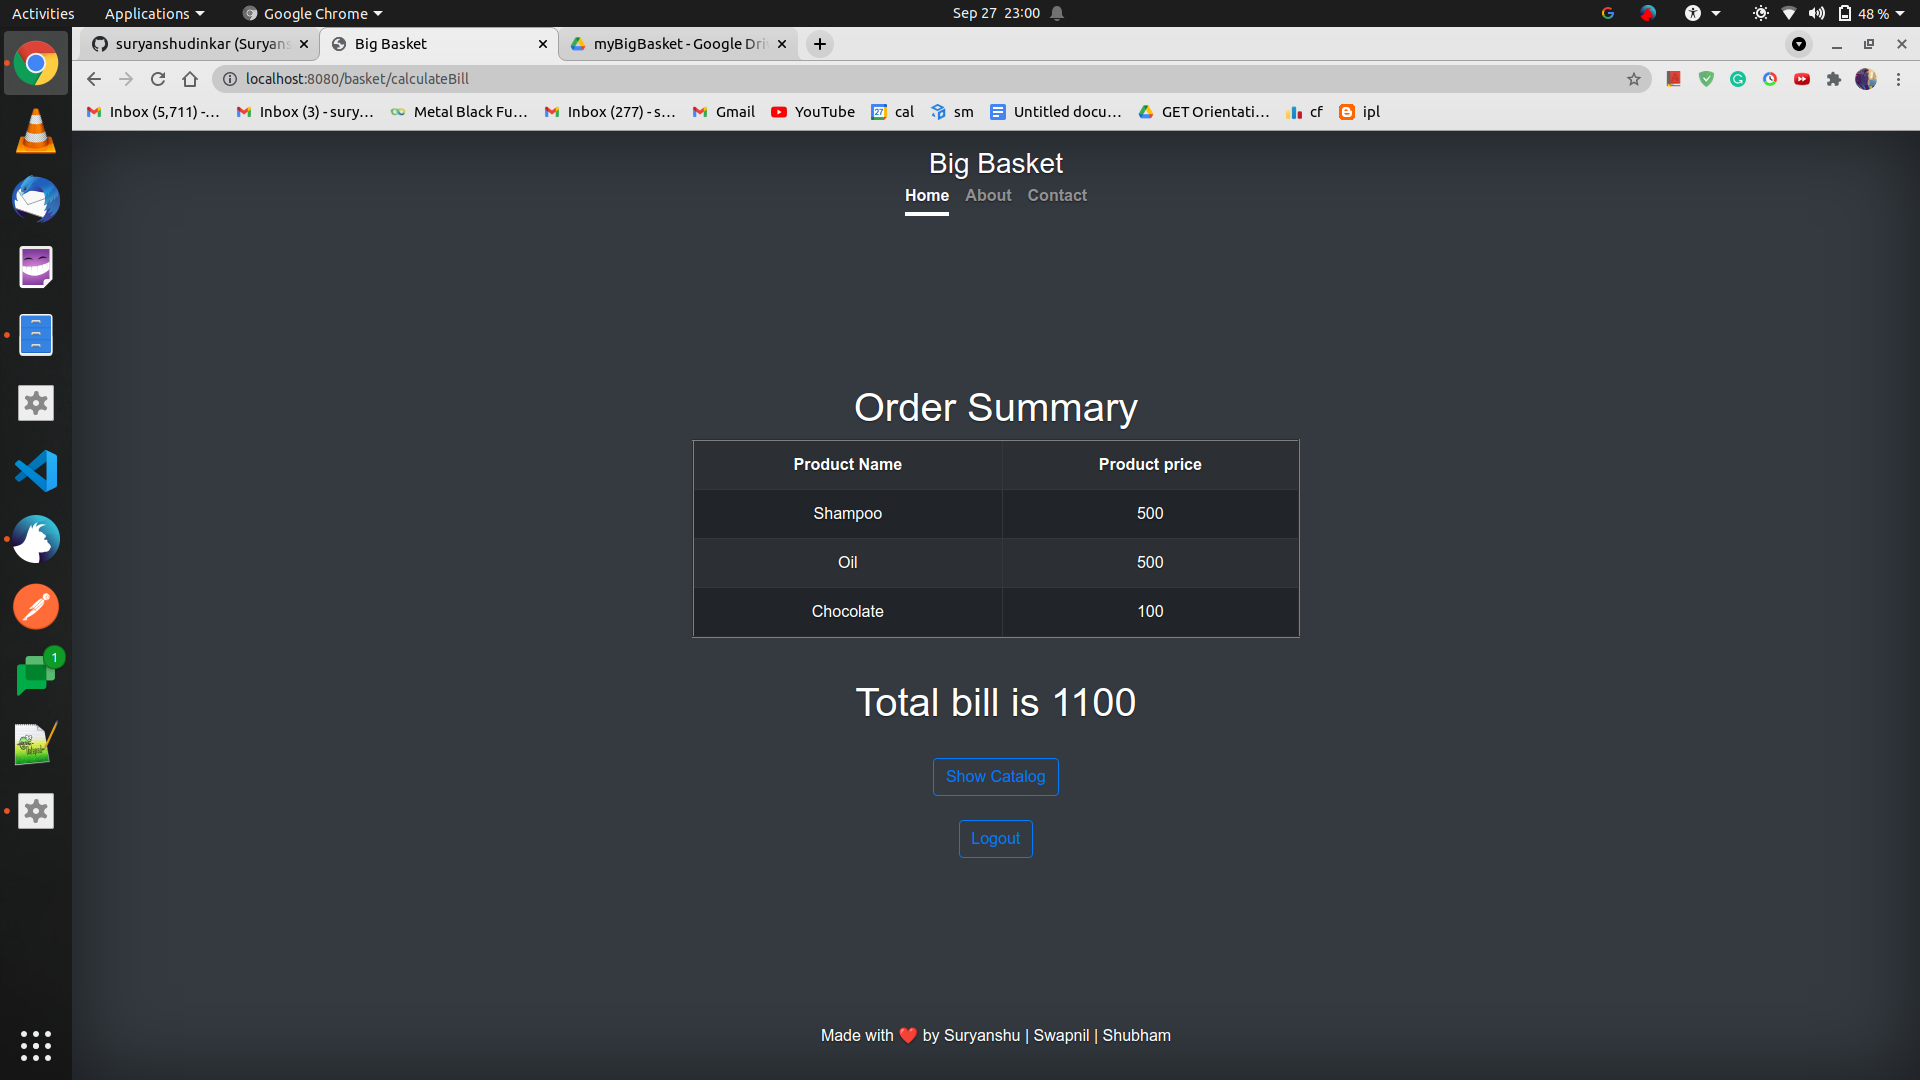 Activities Applications Google Chrome Sep 27 23:00 48 %
suryanshudinkar (Suryans Big Basket myBigBasket - Google Dri
localhost:8080/basket/calculateBill
Inbox (5,711) -... Inbox (3) - sury... Metal Black Fu... Inbox (277) - s... Gmail YouTube 27 cal sm Untitled docu... GET Orientati... cf ipl
Big Basket
Home About Contact
Order Summary
Product Name Product price
Shampoo 500
Oil 500
Chocolate 100
1
Total bill is 1100
Show Catalog
Logout
Made with ❤️ by Suryanshu | Swapnil | Shubham